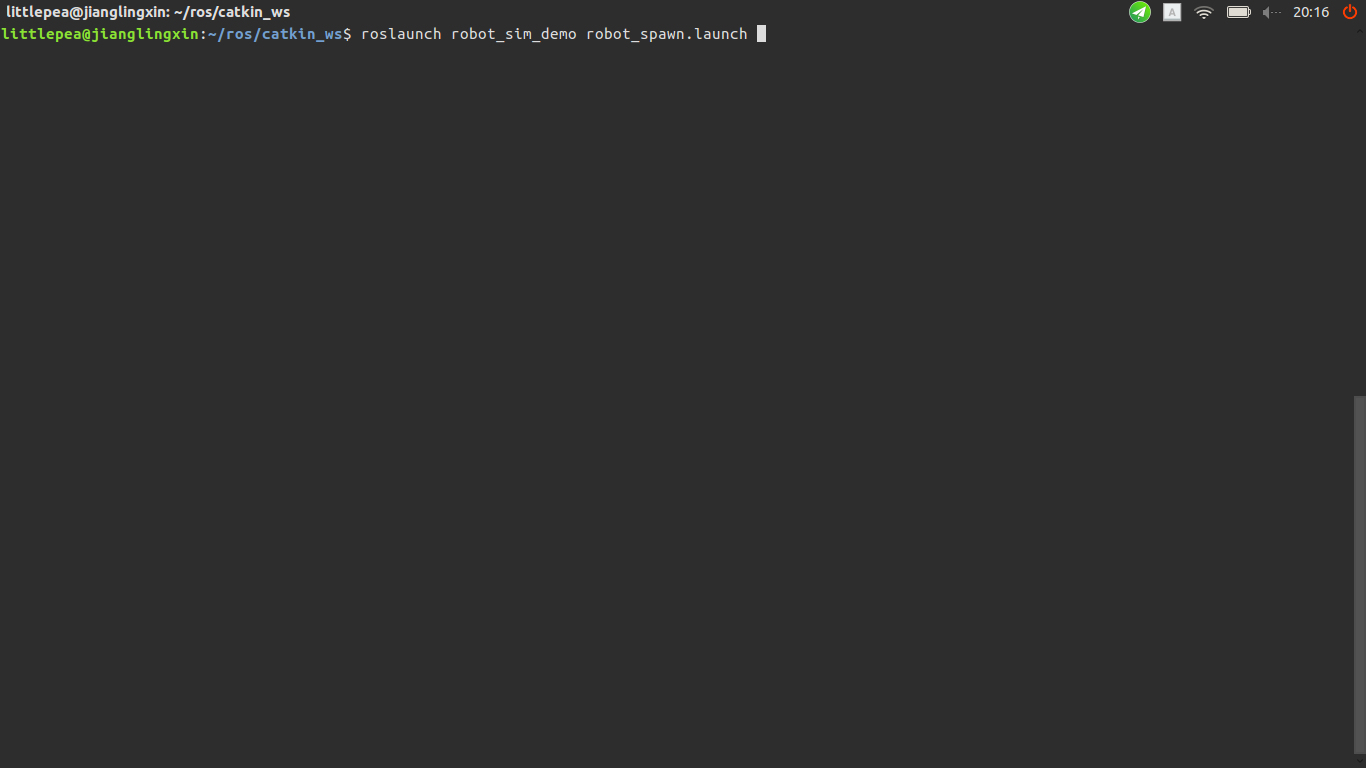 littlepea@jianglingxin: ~/ros/catkin_ws
A
20:16
littlepea@jianglingxin:~/ros/catkin_ws$ roslaunch robot_sim_demo robot_spawn.launch